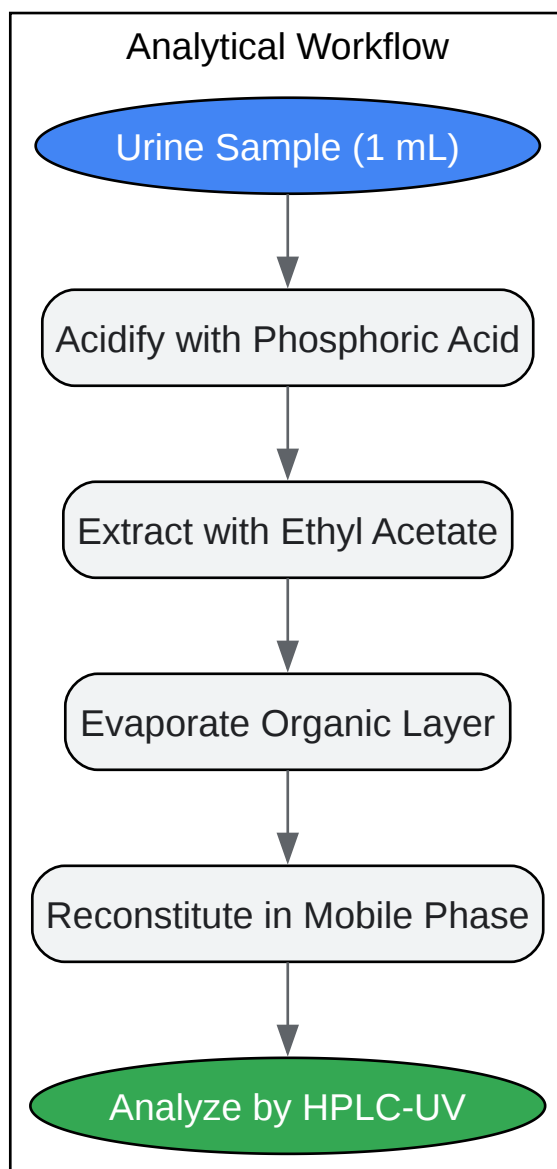 Analytical Workflow
Urine Sample (1 mL)
Acidify with Phosphoric Acid
Extract with Ethyl Acetate
Evaporate Organic Layer
Reconstitute in Mobile Phase
Analyze by HPLC-UV